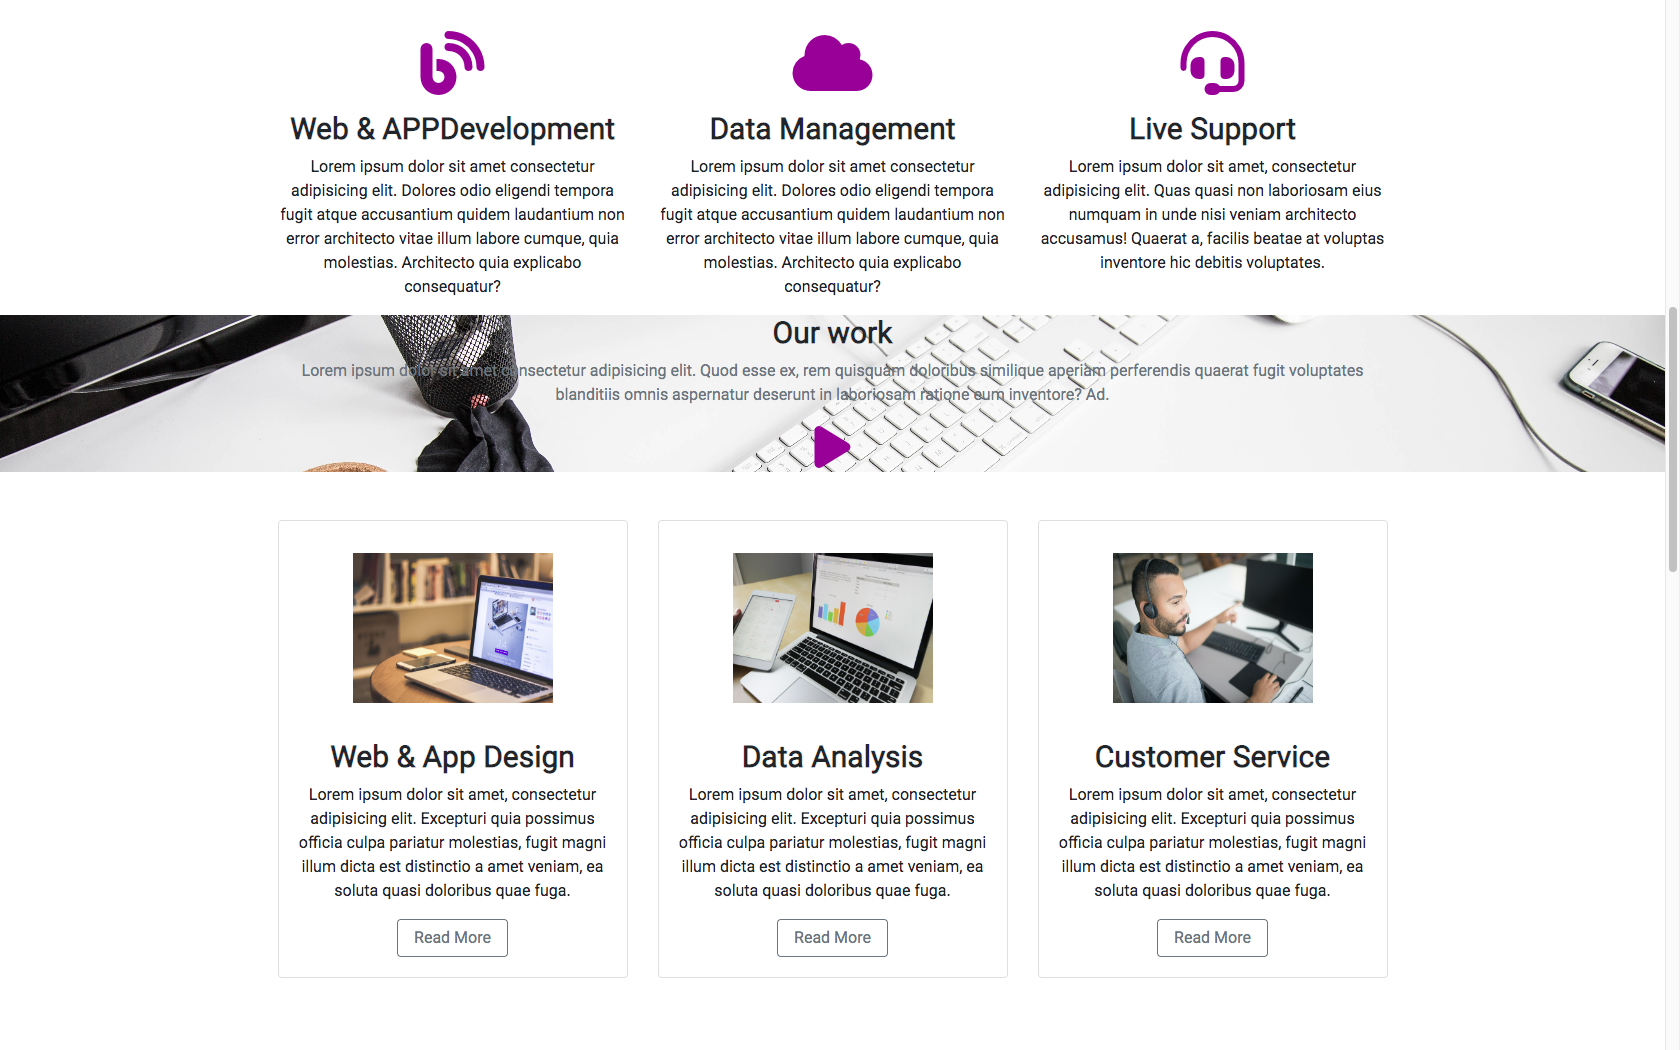 Web & APPDevelopment
Lorem ipsum dolor sit amet consectetur
adipisicing elit. Dolores odio eligendi tempora
fugit atque accusantium quidem laudantium non
error architecto vitae illum labore cumque, quia
molestias. Architecto quia explicabo
consequatur?
Data Management
Lorem ipsum dolor sit amet consectetur
adipisicing elit. Dolores odio eligendi tempora
fugit atque accusantium quidem laudantium non
error architecto vitae illum labore cumque, quia
molestias. Architecto quia explicabo
consequatur?
Live Support
Lorem ipsum dolor sit amet, consectetur
adipisicing elit. Quas quasi non laboriosam eius
numquam in unde nisi veniam architecto
accusamus! Quaerat a, facilis beatae at voluptas
inventore hic debitis voluptates.
Our work
Lorem ipsum dolor sit amet consectetur adipisicing elit. Quod esse ex, rem quisquam doloribus similique aperiam perferendis quaerat fugit voluptates
blanditiis omnis aspernatur deserunt in laboriosam ratione eum inventore? Ad.
Web & App Design
Lorem ipsum dolor sit amet, consectetur
adipisicing elit. Excepturi quia possimus
officia culpa pariatur molestias, fugit magni
illum dicta est distinctio a amet veniam, ea
soluta quasi doloribus quae fuga.
Read More
Data Analysis
Lorem ipsum dolor sit amet, consectetur
adipisicing elit. Excepturi quia possimus
officia culpa pariatur molestias, fugit magni
illum dicta est distinctio a amet veniam, ea
soluta quasi doloribus quae fuga.
Read More
Customer Service
Lorem ipsum dolor sit amet, consectetur
adipisicing elit. Excepturi quia possimus
officia culpa pariatur molestias, fugit magni
illum dicta est distinctio a amet veniam, ea
soluta quasi doloribus quae fuga.
Read More